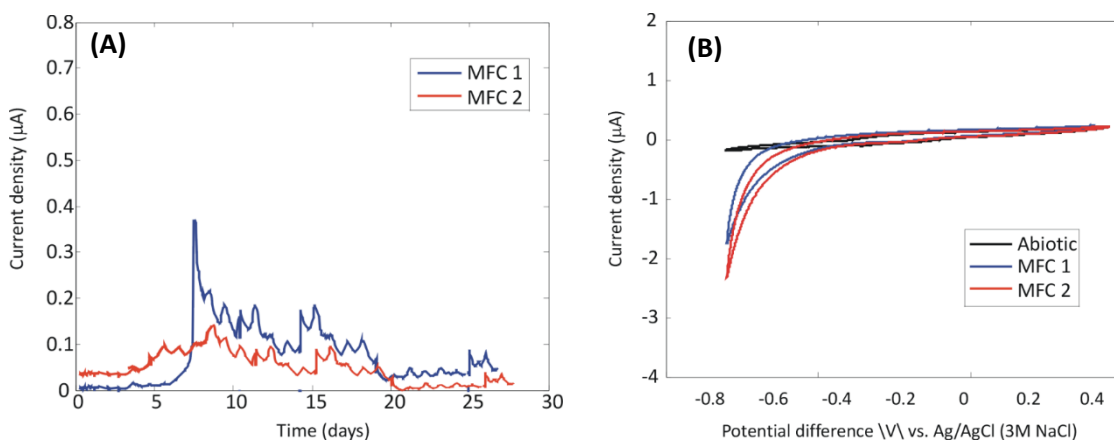 (A)
MFC 1
MFC 2
Current density (μA)
0.8
0.7
0.6
0.5
0.4
0.3
0.2
0.1
0
0 5 10 15 20 25 30
Time (days)
(B)
Abiotic
MFC 1
MFC 2
Current density (μA)
2
1
0
-1
-2
-3
-4
-0.8 -0.6 -0.4 -0.2 0 0.2 0.4
Potential difference \V\ vs. Ag/AgCl (3M NaCl)